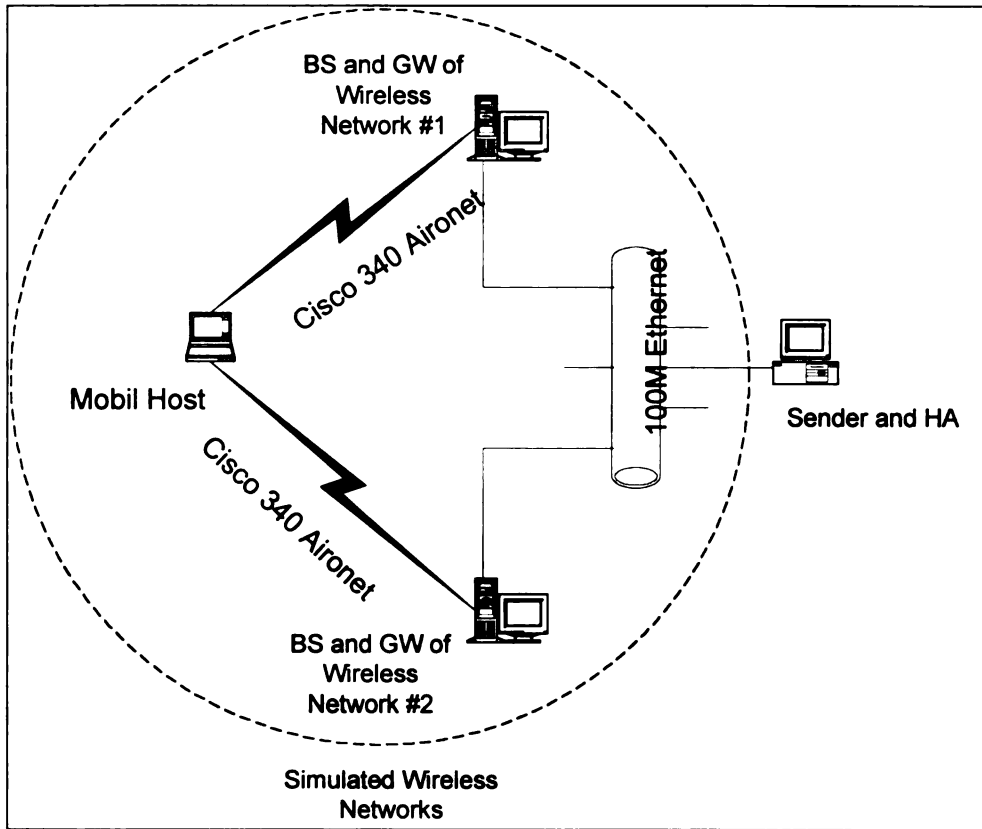 BS and GW of
Wireless
Network #1
Cisco 340 Aironet
100M Ethernet
Mobil Host
Sender and HA
Cisco 340 Aironet
BS and GW of
Wireless
Network #2
Simulated Wireless
Networks